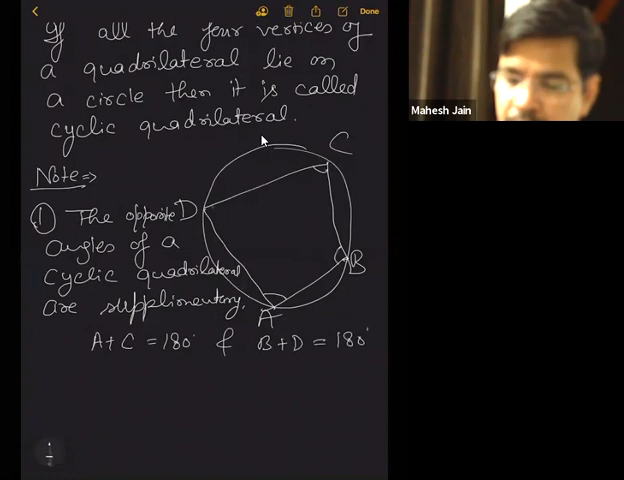 Done
If all the four vertices of
a quadrilateral lie on
a circle then it is called
cyclic quadrilateral.
Note=>
C
① The opposite D
angles of a
cyclic quadrilateral
B
are supplimentary.
A
A+C = 180° & B+D = 180°
Mahesh Jain